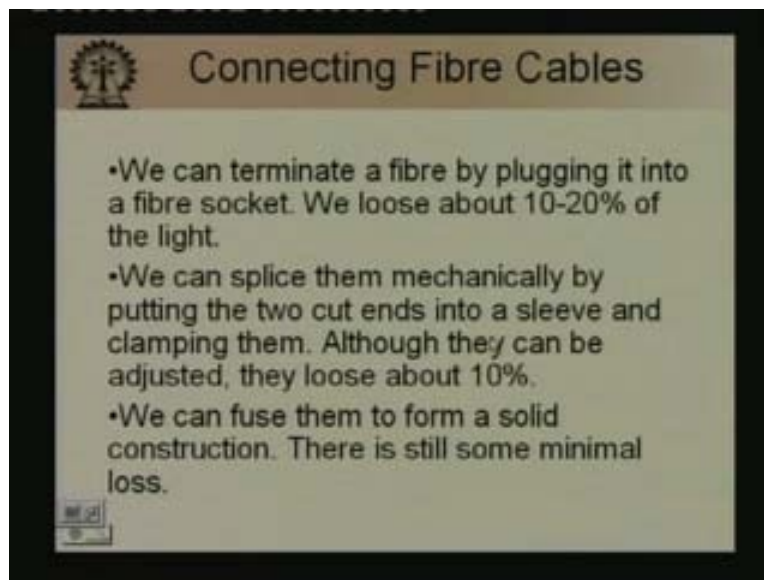 Connecting Fibre Cables
•We can terminate a fibre by plugging it into
a fibre socket. We loose about 10-20% of
the light.
•We can splice them mechanically by
putting the two cut ends into a sleeve and
clamping them. Although they can be
adjusted, they loose about 10%.
•We can fuse them to form a solid
construction. There is still some minimal
loss.